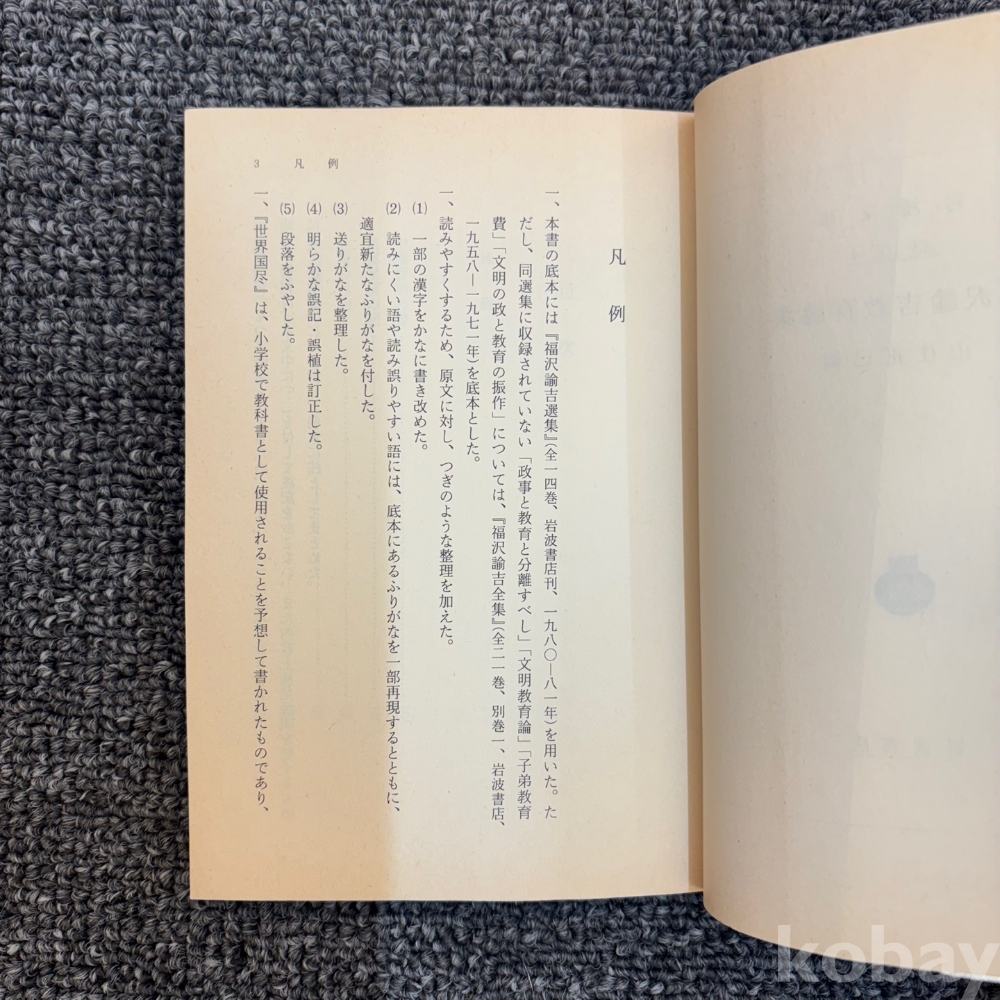 3 凡例
凡例
一、本書の底本には『福沢諭吉選集』(全一四巻、岩波書店刊、一九八〇―八一年)を用いた。た
だし、同選集に収録されていない「政事と教育と分離すべし」「文明教育論」「子弟教育
費」「文明の政と教育の振作」については、『福沢諭吉全集』(全二一巻、別巻一、岩波書店、
一九五八―一九七一年)を底本とした。
一、読みやすくするため、原文に対し、つぎのような整理を加えた。
(1) 一部の漢字をかなに書き改めた。
(2) 読みにくい語や読み誤りやすい語には、底本にあるふりがなを一部再現するとともに、
適宜新たなふりがなを付した。
(3) 送りがなを整理した。
(4) 明らかな誤記・誤植は訂正した。
(5) 段落をふやした。
一、『世界国尽』は、小学校で教科書として使用されることを予想して書かれたものであり、
kobay